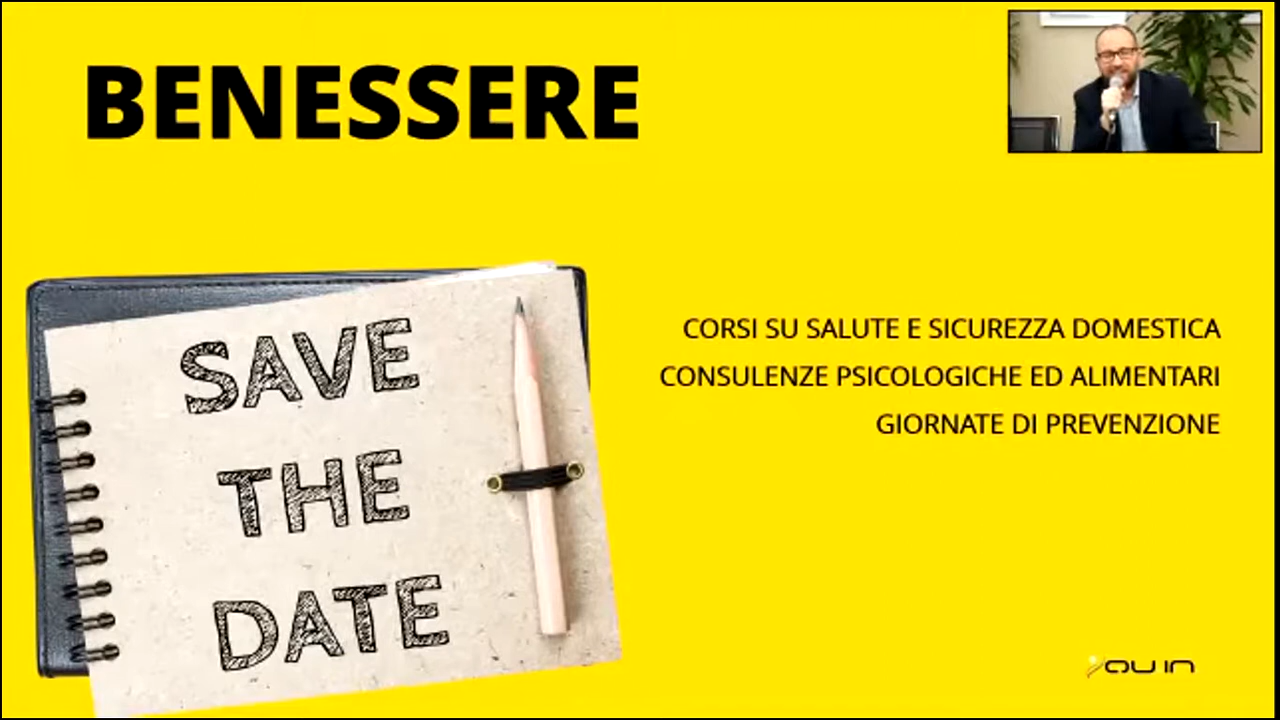 BENESSERE
SAVE
THE
DATE
CORSI SU SALUTE E SICUREZZA DOMESTICA
CONSULENZE PSICOLOGICHE ED ALIMENTARI
GIORNATE DI PREVENZIONE
YOU IN